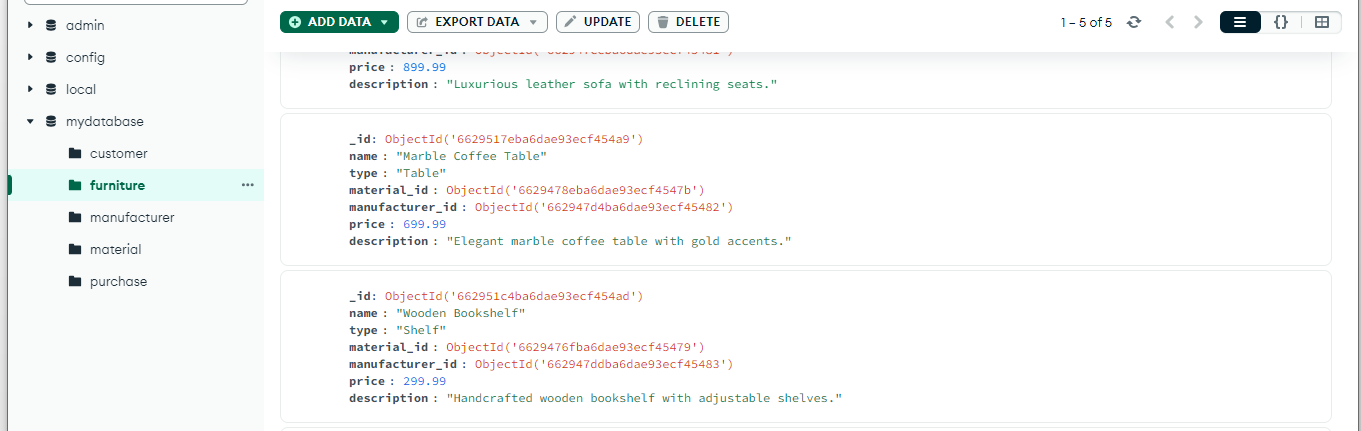 admin
config
local
mydatabase
customer
furniture
manufacturer
material
purchase
ADD DATA
EXPORT DATA
UPDATE
DELETE
1 – 5 of 5
{}
price : 899.99
description : "Luxurious leather sofa with reclining seats."
_id: ObjectId('6629517eba6dae93ecf454a9')
name : "Marble Coffee Table"
type : "Table"
material_id : ObjectId('6629478eba6dae93ecf4547b')
manufacturer_id : ObjectId('662947d4ba6dae93ecf45482')
price : 699.99
description : "Elegant marble coffee table with gold accents."
_id: ObjectId('662951c4ba6dae93ecf454ad')
name : "Wooden Bookshelf"
type : "Shelf"
material_id : ObjectId('6629476fba6dae93ecf45479')
manufacturer_id : ObjectId('662947ddba6dae93ecf45483')
price : 299.99
description : "Handcrafted wooden bookshelf with adjustable shelves."